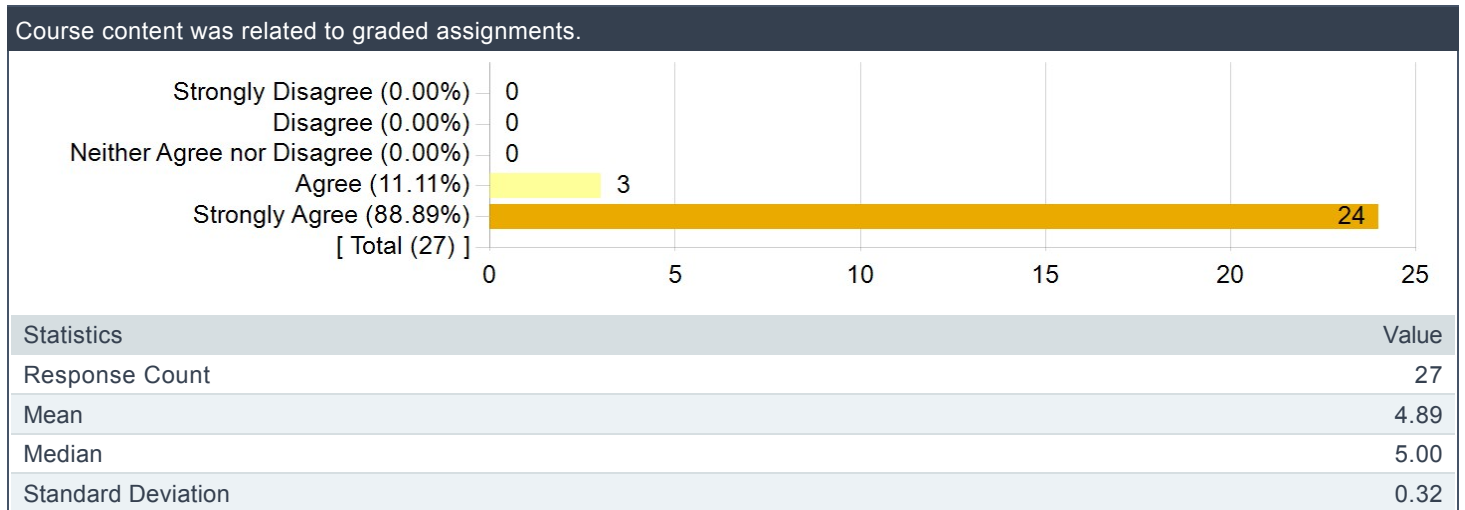 Course content was related to graded assignments.
Strongly Disagree (0.00%) 0
Disagree (0.00%) 0
Neither Agree nor Disagree (0.00%) 0
Agree (11.11%) 3
Strongly Agree (88.89%) 24
[ Total (27) ]
0 5 10 15 20 25
Statistics Value
Response Count 27
Mean 4.89
Median 5.00
Standard Deviation 0.32